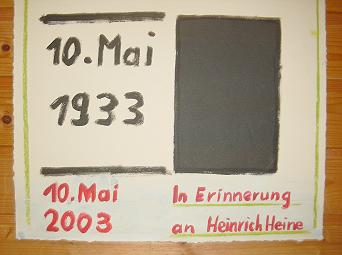 10. Mai
1933
10. Mai
2003
In Erinnerung
an Heinrich Heine